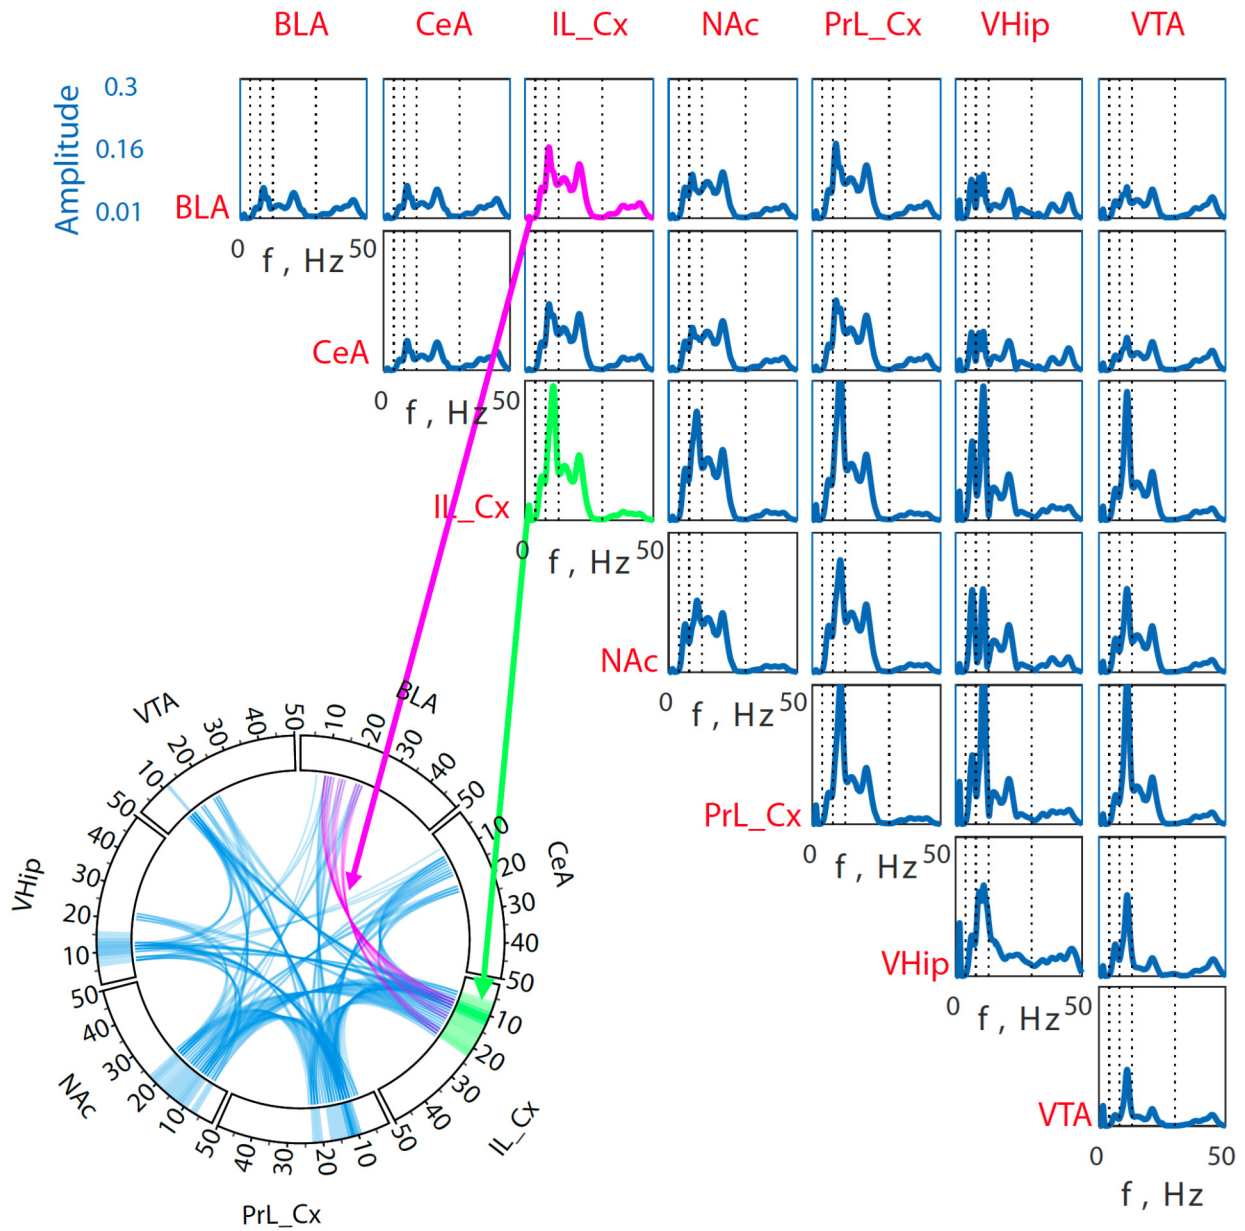 BLA CeA IL_Cx NAc PrL_Cx VHip VTA
Amplitude
0.3
0.16
0.01
BLA
0 f , Hz 50
CeA
0 f , Hz 50
IL_Cx
0 f , Hz 50
NAc
0 f , Hz 50
PrL_Cx
0 f , Hz 50
VHip
0 f , Hz 50
VTA
0 50
f , Hz
BLA
10 20 30 40 50
CeA
10 20 30 40 50
IL_Cx
10 20 30 40 50
PrL_Cx
10 20 30 40 50
NAc
10 20 30 40 50
VHip
10 20 30 40 50
VTA
10 20 30 40 50